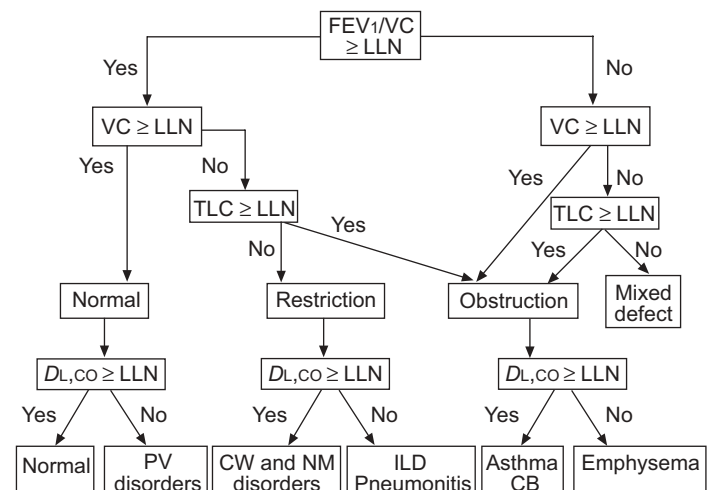 FEV1/VC
≥ LLN
Yes
No
VC ≥ LLN
VC ≥ LLN
Yes
No
Yes
No
TLC ≥ LLN
TLC ≥ LLN
No
Yes
Yes
No
Normal
Restriction
Obstruction
Mixed
defect
DL,CO ≥ LLN
DL,CO ≥ LLN
DL,CO ≥ LLN
Yes
No
Yes
No
Yes
No
Normal
PV
disorders
CW and NM
disorders
ILD
Pneumonitis
Asthma
CB
Emphysema